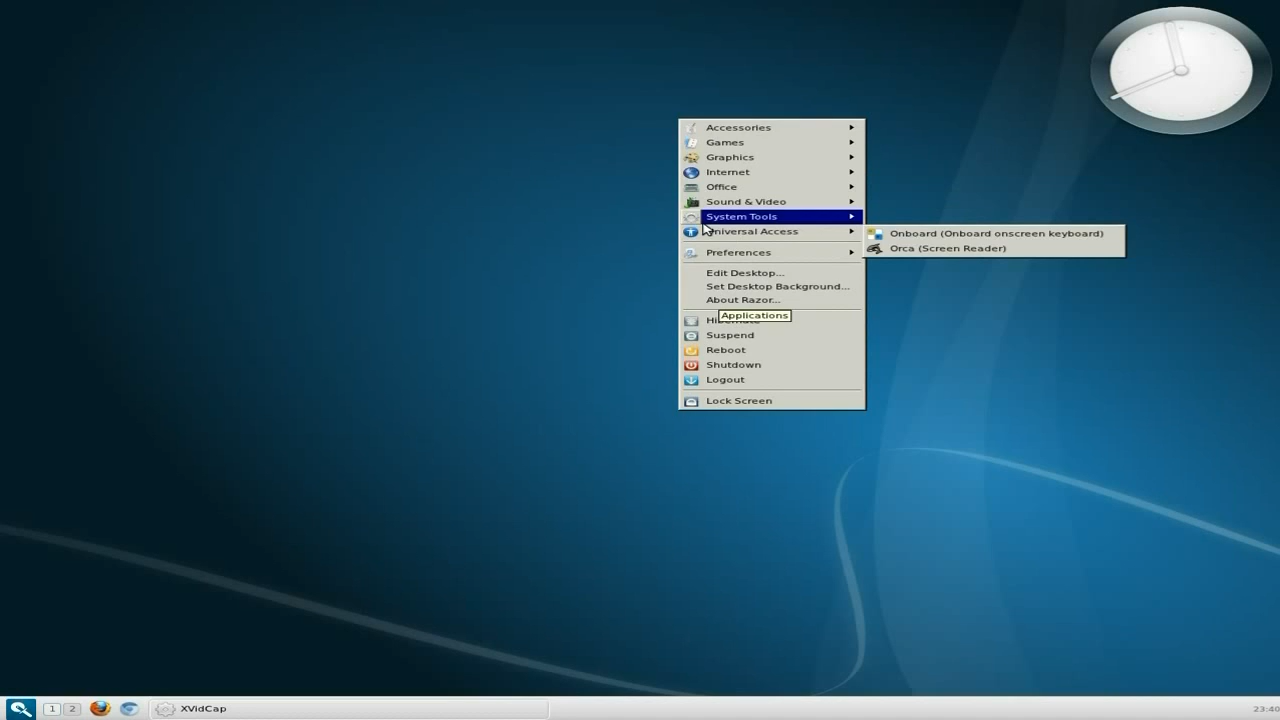 Accessories
Games
Graphics
Internet
Office
Sound & Video
System Tools
Universal Access
Onboard (Onboard onscreen keyboard)
Orca (Screen Reader)
Preferences
Edit Desktop...
Set Desktop Background...
About Razor...
Applications
Suspend
Reboot
Shutdown
Logout
Lock Screen
1 2 XVidCap 23:40